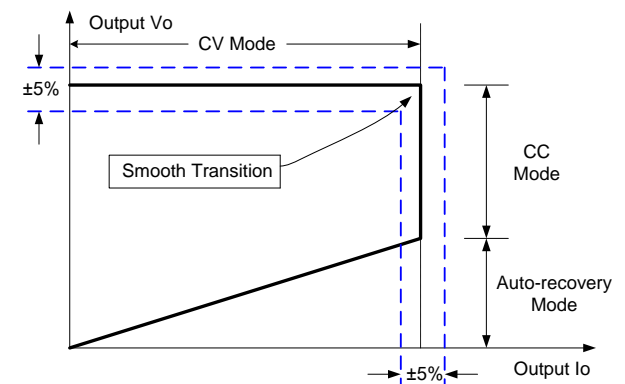 Output Vo
CV Mode
±5%
Smooth Transition
CC
Mode
Auto-recovery
Mode
±5%
Output Io